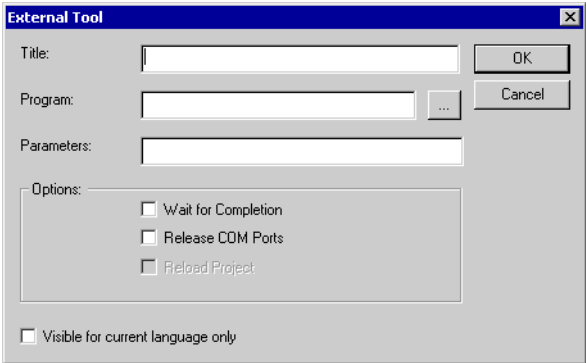 External Tool
Title:
OK
Program:
...
Cancel
Parameters:
Options:
Wait for Completion
Release COM Ports
Reload Project
Visible for current language only